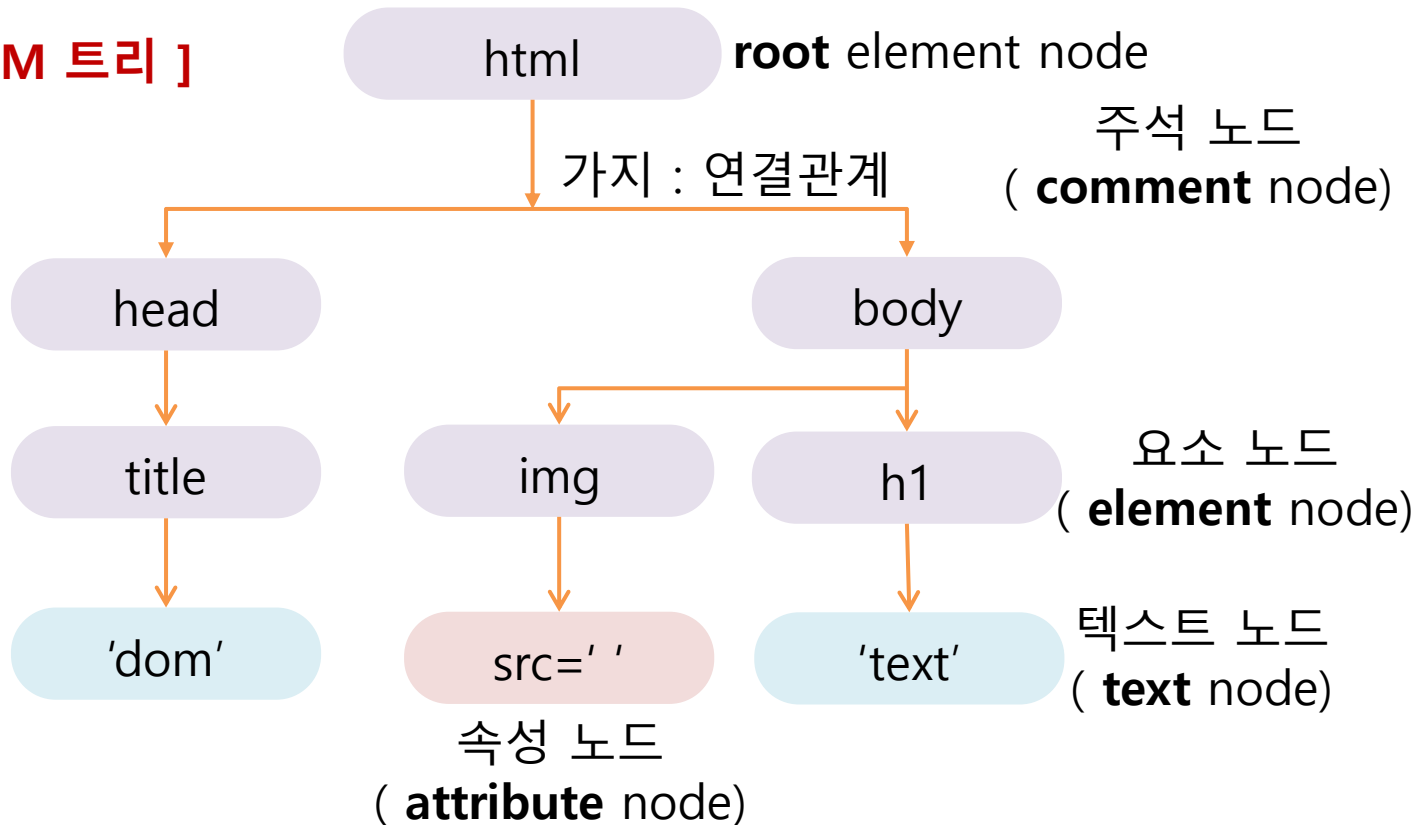 M 트리 ]
html
root element node
주석 노드
( comment node)
가지 : 연결관계
head
body
title
img
h1
요소 노드
( element node)
'dom'
src=' '
'text'
텍스트 노드
( text node)
속성 노드
( attribute node)